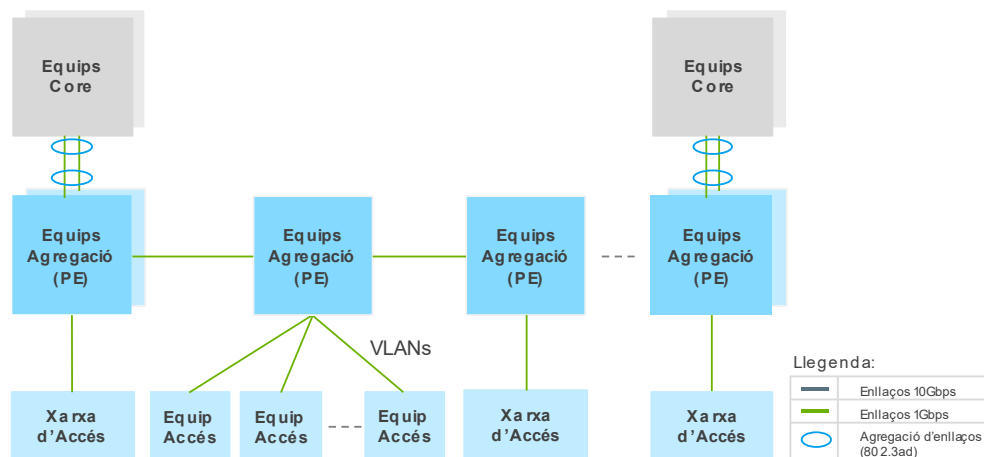 Equips
Core
Equips
Core
Equips
Agregació
(PE)
Equips
Agregació
(PE)
Equips
Agregació
(PE)
Equips
Agregació
(PE)
VLANs
Xarxa
d'Accés
Equip
Accés
Equip
Accés
Equip
Accés
Xarxa
d'Accés
Xarxa
d'Accés
Llegenda:
Enllaços 10Gbps
Enllaços 1Gbps
Agregació d'enllaços
(802.3ad)